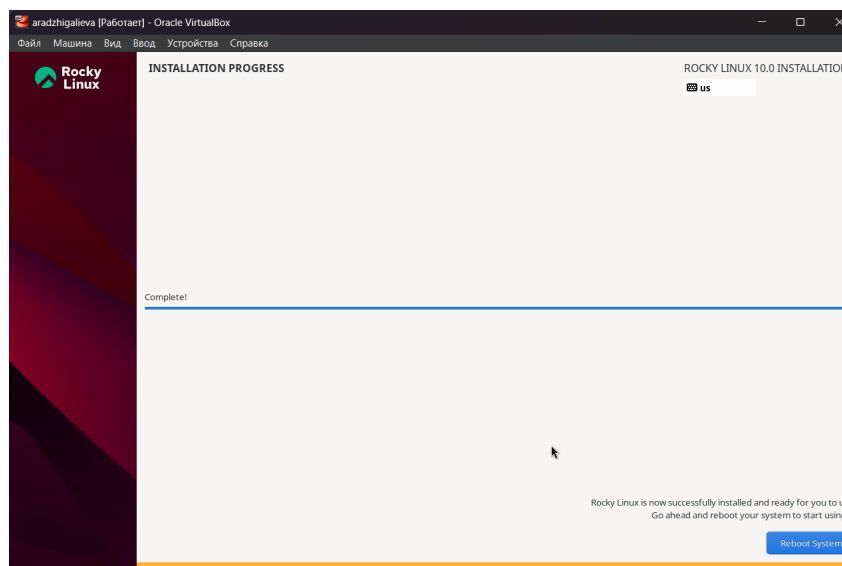 aradzhigalieva [Работает] - Oracle VirtualBox
Файл Машина Вид Ввод Устройства Справка
Rocky
Linux
INSTALLATION PROGRESS
ROCKY LINUX 10.0 INSTALLATION
us
Complete!
Rocky Linux is now successfully installed and ready for you to u
Go ahead and reboot your system to start usin
Reboot System